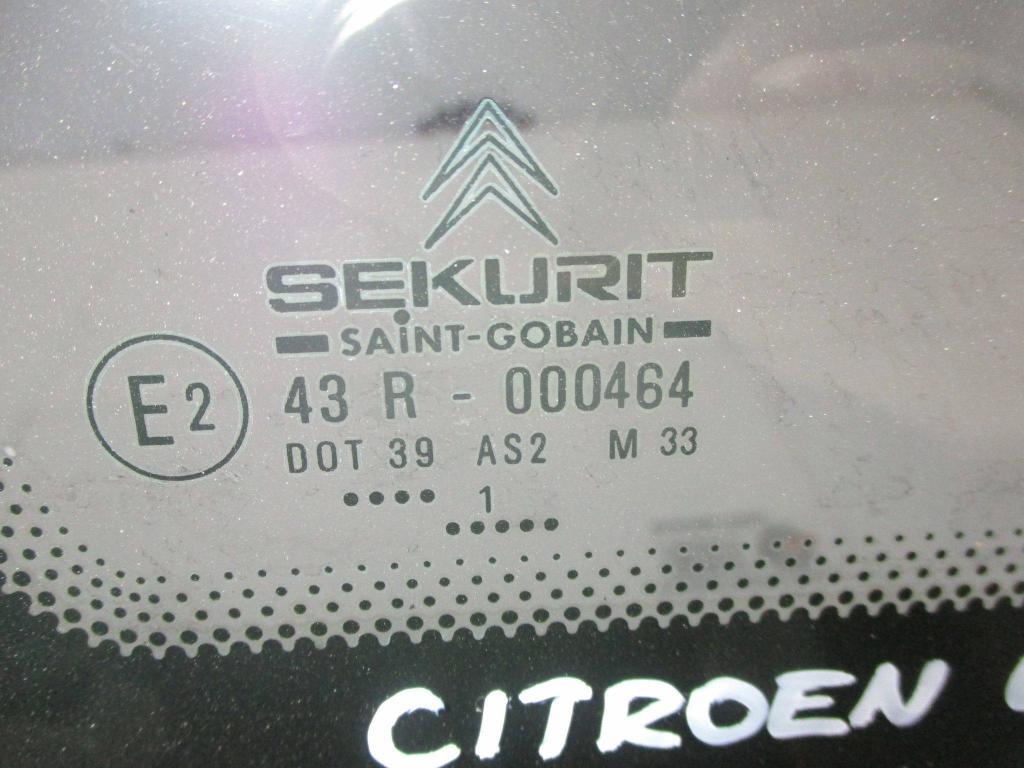 SEKURIT
SAINT-GOBAIN
E2
43 R - 000464
DOT 39 AS2 M 33
.... 1
.....
CITROEN